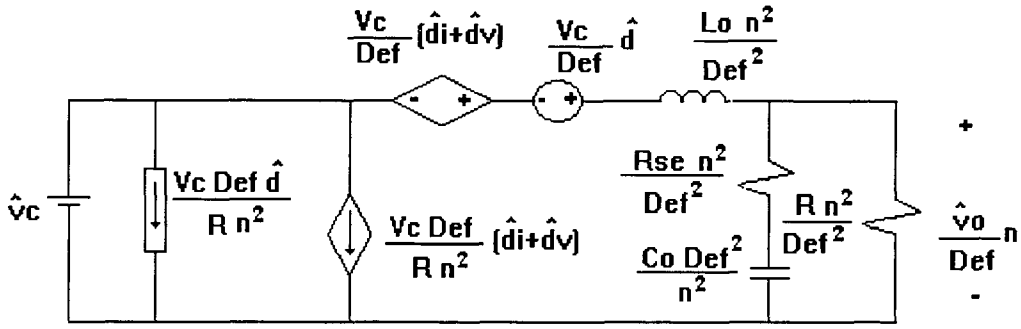 Vc/Def (d̂i+d̂v)
- +
Vc/Def d̂
- +
Lo n²/Def²
v̂c
Vc Def d̂/R n²
Vc Def/R n² (d̂i+d̂v)
Rse n²/Def²
Co Def²/n²
R n²/Def²
+
v̂o/Def n
-